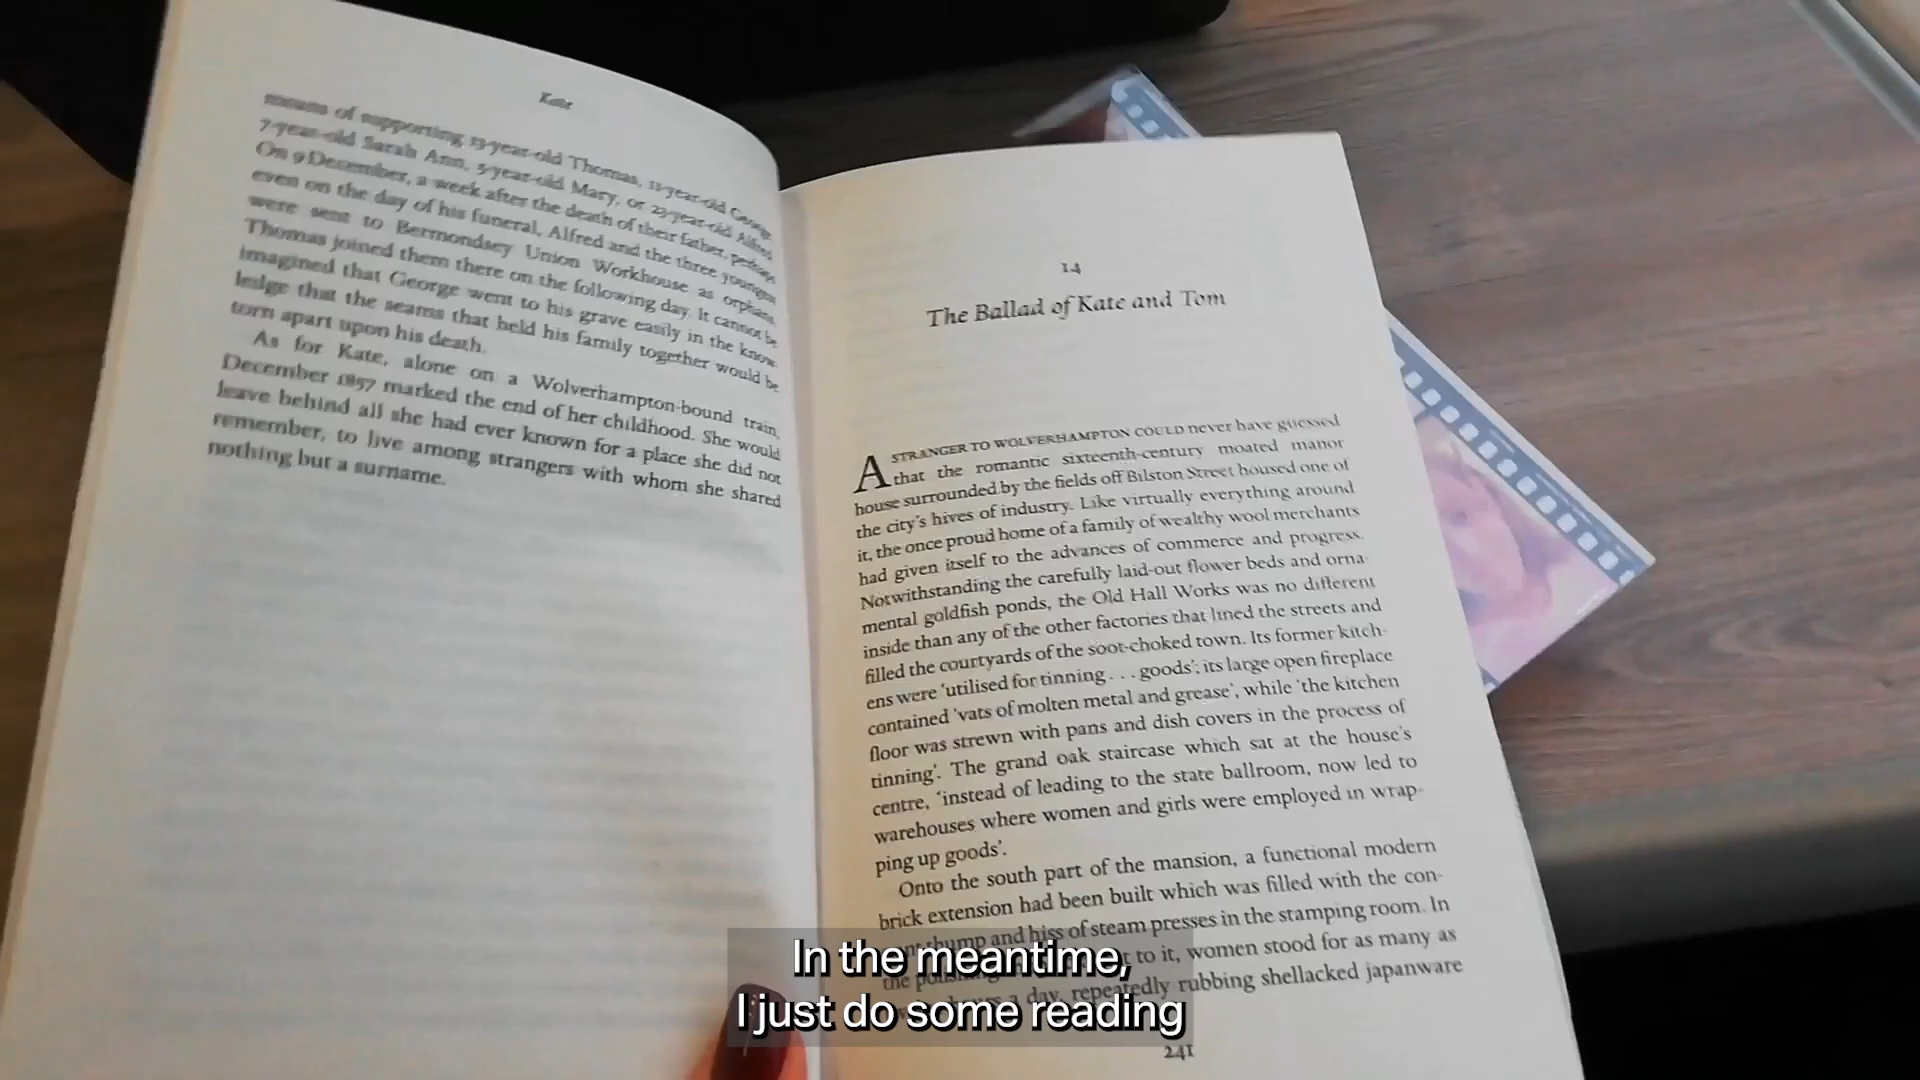 Kate
means of supporting 13-year-old Thomas, 11-year-old George,
7-year-old Sarah Ann, 5-year-old Mary, or 23-year-old Alfred.
On 9 December, a week after the death of their father, perhaps
even on the day of his funeral, Alfred and the three youngest
were sent to Bermondsey Union Workhouse as orphans.
Thomas joined them there on the following day. It cannot be
imagined that George went to his grave easily in the know-
ledge that the seams that held his family together would be
torn apart upon his death.
As for Kate, alone on a Wolverhampton-bound train,
December 1857 marked the end of her childhood. She would
leave behind all she had ever known for a place she did not
remember, to live among strangers with whom she shared
nothing but a surname.
14
The Ballad of Kate and Tom
A STRANGER TO WOLVERHAMPTON COULD never have guessed
that the romantic sixteenth-century moated manor
house surrounded by the fields off Bilston Street housed one of
the city's hives of industry. Like virtually everything around
it, the once proud home of a family of wealthy wool merchants
had given itself to the advances of commerce and progress.
Notwithstanding the carefully laid-out flower beds and orna-
mental goldfish ponds, the Old Hall Works was no different
inside than any of the other factories that lined the streets and
filled the courtyards of the soot-choked town. Its former kitch-
ens were 'utilised for tinning . . . goods'; its large open fireplace
contained 'vats of molten metal and grease', while 'the kitchen
floor was strewn with pans and dish covers in the process of
tinning'. The grand oak staircase which sat at the house's
centre, 'instead of leading to the state ballroom, now led to
warehouses where women and girls were employed in wrap-
ping up goods'.
Onto the south part of the mansion, a functional modern
brick extension had been built which was filled with the con-
thump and hiss of steam presses in the stamping room. In
the to it, women stood for as many as
a day, repeatedly rubbing shellacked japanware
241
In the meantime,
I just do some reading